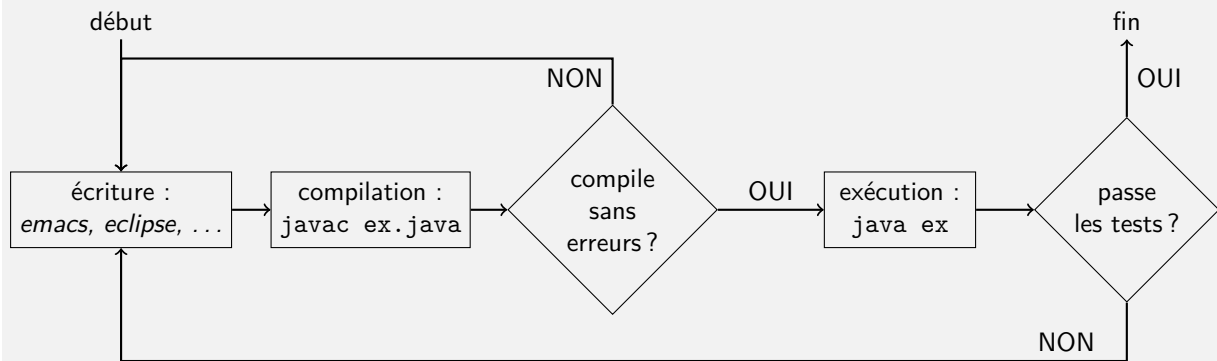 début
fin
NON
OUI
écriture :
emacs, eclipse, ...
compilation :
javac ex.java
compile
sans
erreurs ?
OUI
exécution :
java ex
passe
les tests ?
NON